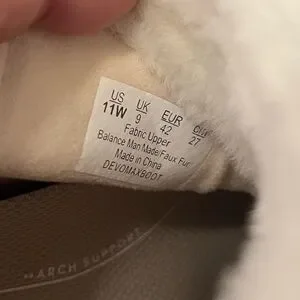 US UK EUR CM
11W 9 42 27
Fabric Upper
Balance Man Made/Faux Fur
Made in China
DEVOMAXBOOT
ARCH SUPPORT